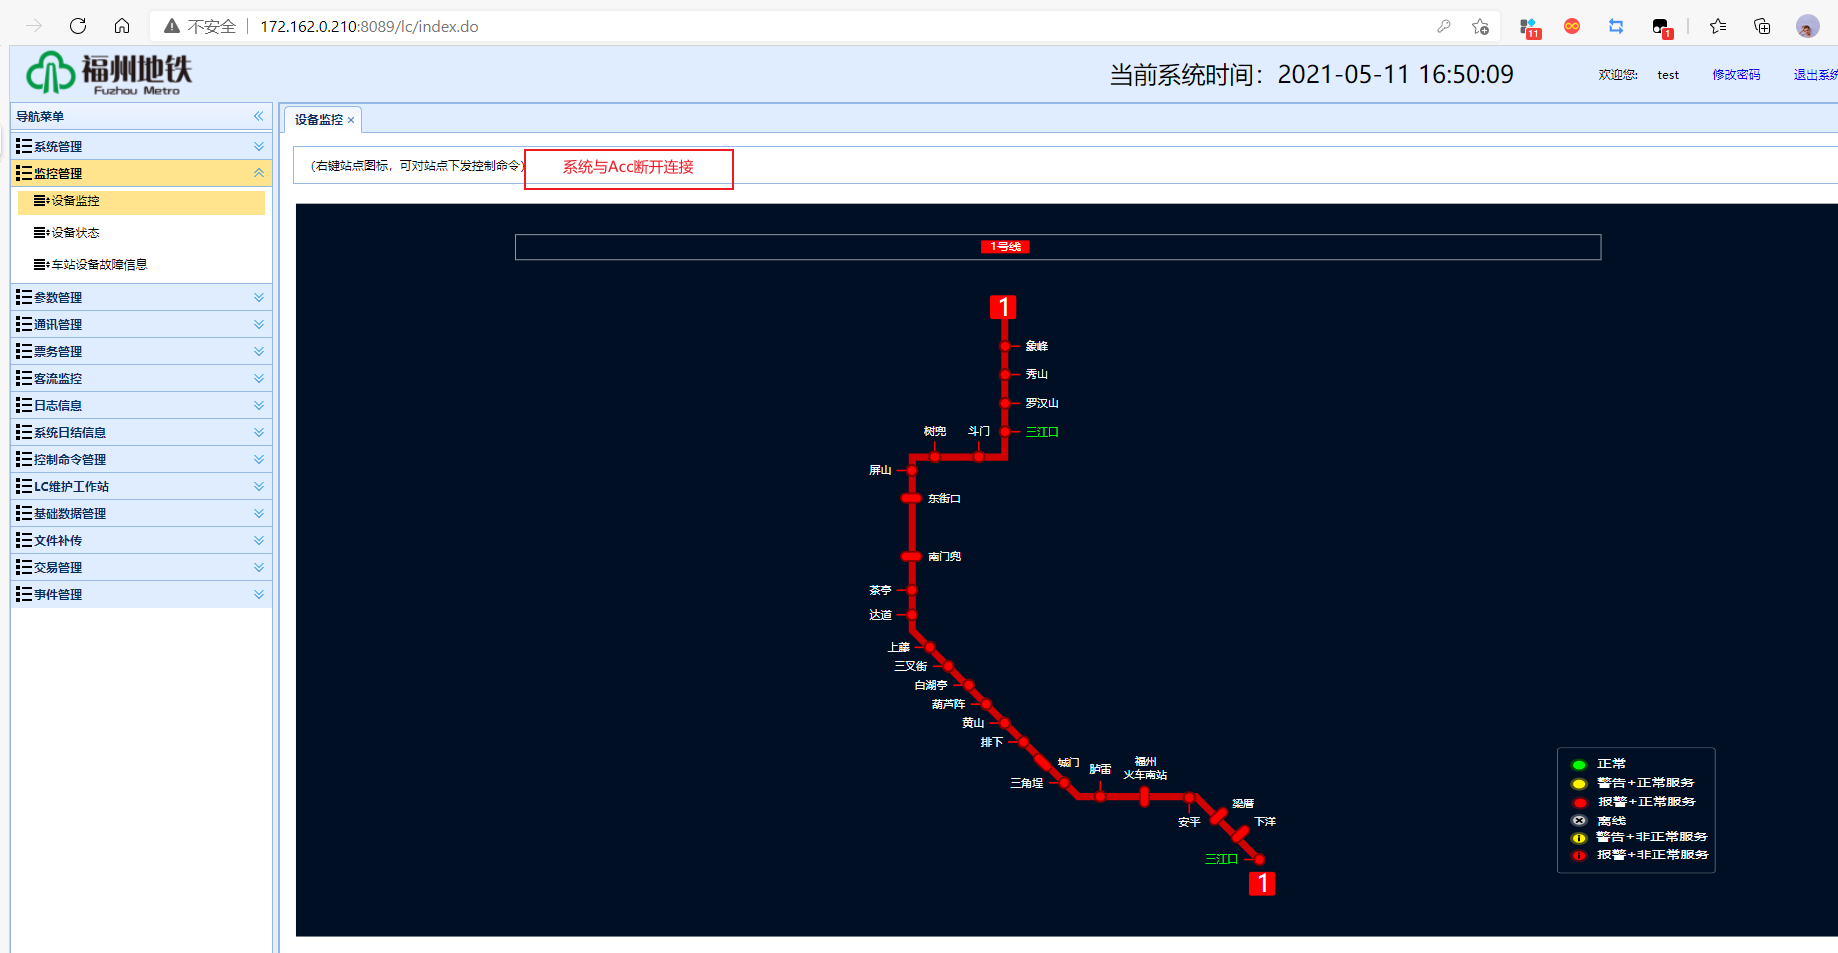 不安全 172.162.0.210:8089/lc/index.do
11
1
福州地铁
Fuzhou Metro
当前系统时间：2021-05-11 16:50:09
欢迎您: test 修改密码 退出系统
导航菜单
系统管理
监控管理
设备监控
设备状态
车站设备故障信息
参数管理
通讯管理
票务管理
客流监控
日志信息
系统日结信息
控制命令管理
LC维护工作站
基础数据管理
文件补传
交易管理
事件管理
设备监控 ×
（右键站点图标，可对站点下发控制命令）
系统与Acc断开连接
1号线
1
象峰
秀山
罗汉山
三江口
树兜 斗门
屏山
东街口
南门兜
茶亭
达道
上藤
三叉街
白湖亭
葫芦阵
黄山
排下
城门
三角埕
胪雷
福州
火车南站
安平
梁厝
下洋
三江口
1
正常
警告+正常服务
报警+正常服务
离线
警告+非正常服务
报警+非正常服务